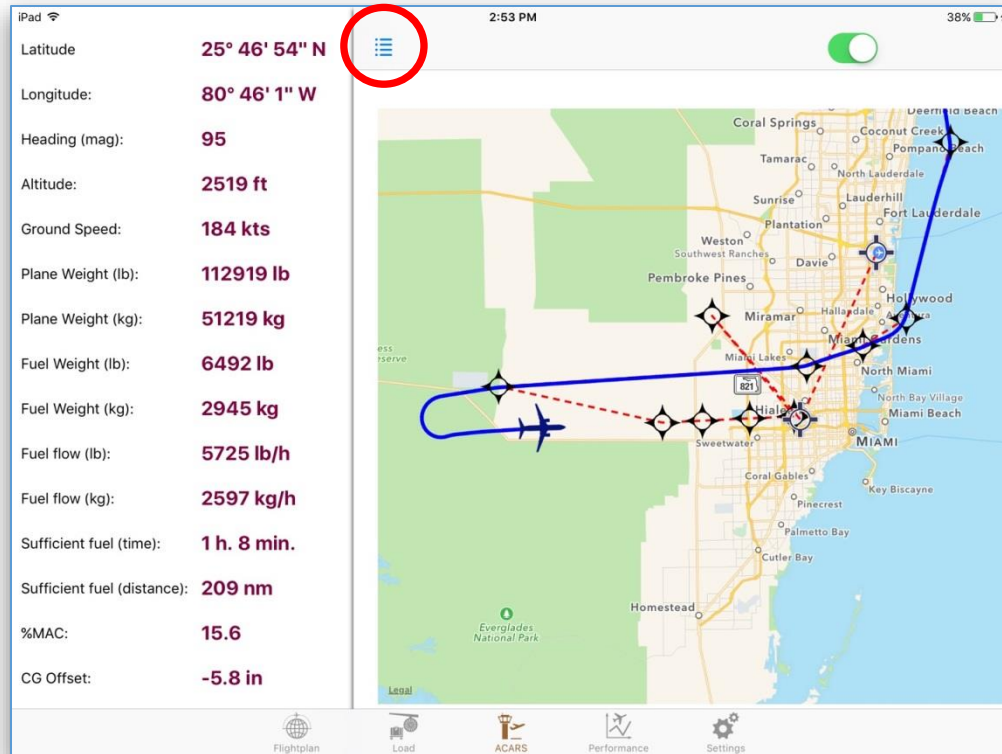 iPad 2:53 PM 38%
Latitude 25° 46' 54" N
Longitude: 80° 46' 1" W
Heading (mag): 95
Altitude: 2519 ft
Ground Speed: 184 kts
Plane Weight (lb): 112919 lb
Plane Weight (kg): 51219 kg
Fuel Weight (lb): 6492 lb
Fuel Weight (kg): 2945 kg
Fuel flow (lb): 5725 lb/h
Fuel flow (kg): 2597 kg/h
Sufficient fuel (time): 1 h. 8 min.
Sufficient fuel (distance): 209 nm
%MAC: 15.6
CG Offset: -5.8 in
Deerfield Beach
Coral Springs
Coconut Creek
Pompano Beach
Tamarac
North Lauderdale
Sunrise
Lauderhill
Plantation
Fort Lauderdale
Weston
Southwest Ranches
Davie
Pembroke Pines
Hollywood
Miramar
Hallandale
Miami Gardens
Miami Lakes
North Miami
821
North Bay Village
Miami Beach
Sweetwater
MIAMI
Coral Gables
Key Biscayne
Pinecrest
Palmetto Bay
Cutler Bay
Homestead
Everglades
National Park
Legal
Flightplan Load ACARS Performance Settings